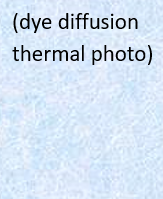 (dye diffusion
thermal photo)